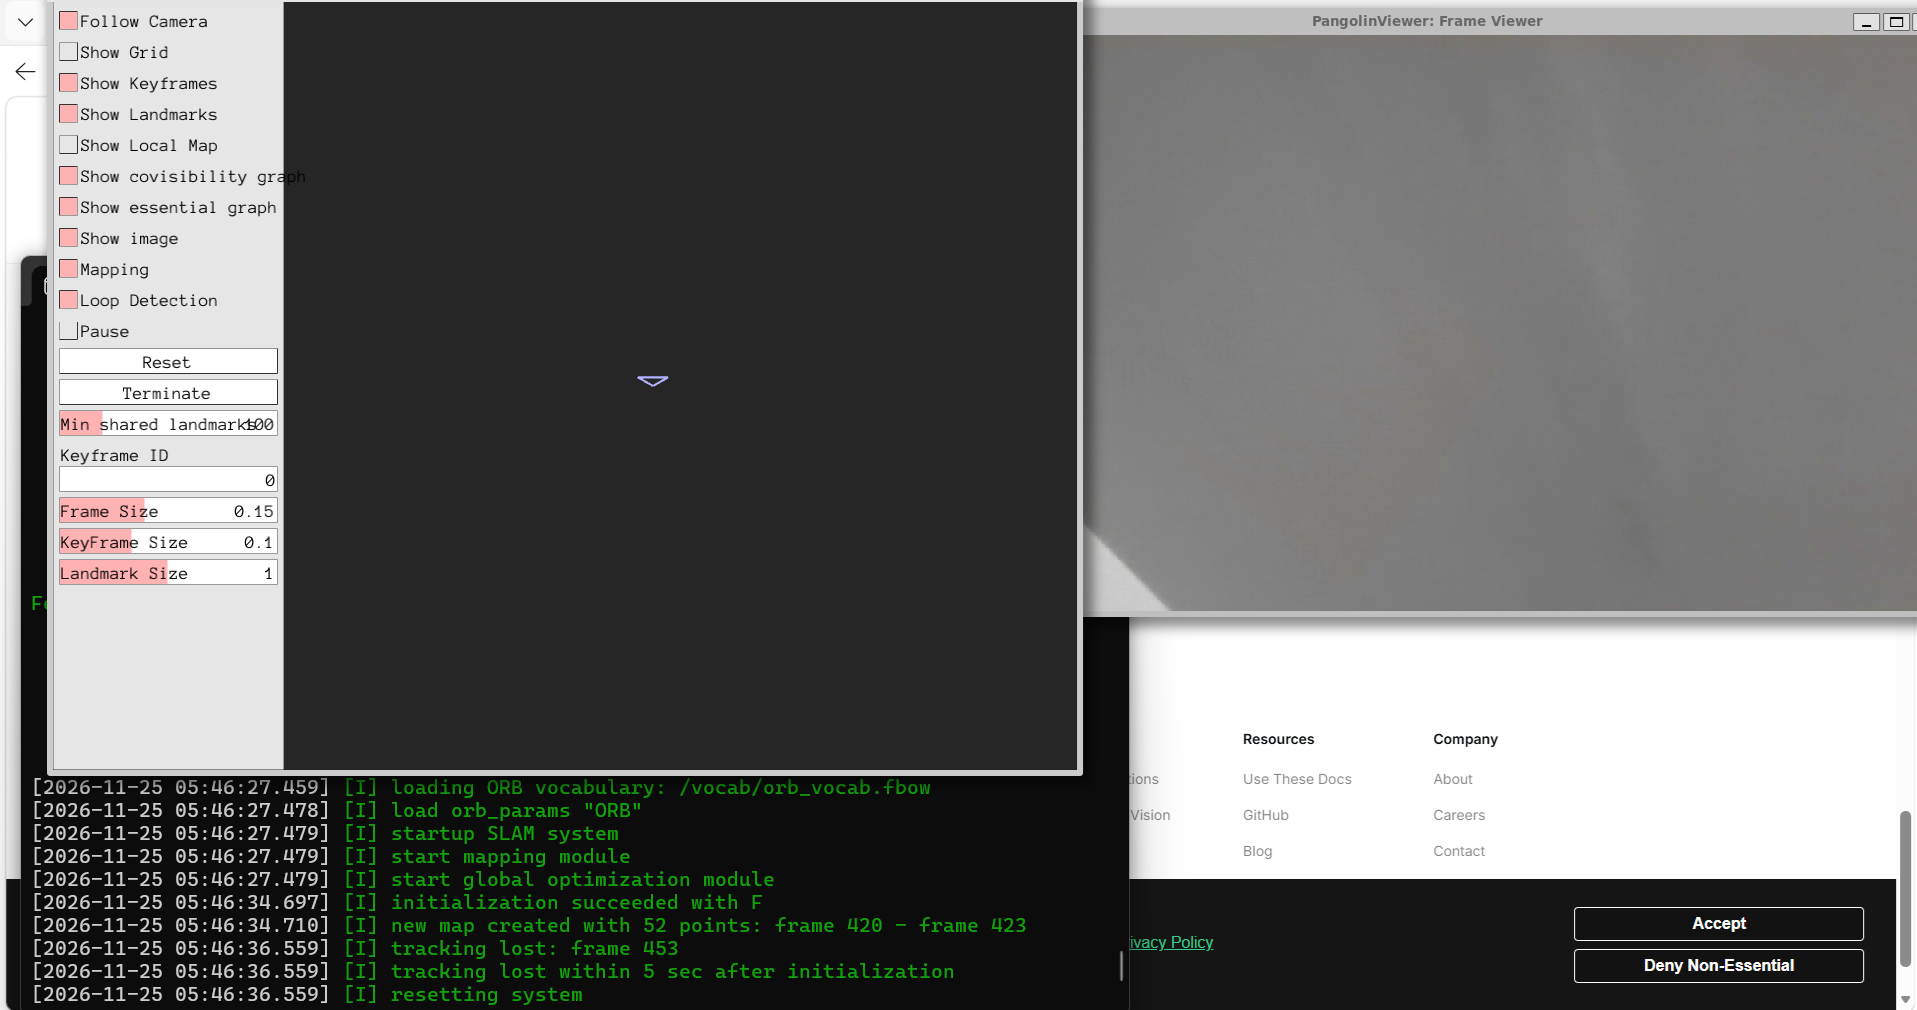 Follow Camera
Show Grid
Show Keyframes
Show Landmarks
Show Local Map
Show covisibility graph
Show essential graph
Show image
Mapping
Loop Detection
Pause
Reset
Terminate
Min shared landmarks 100
Keyframe ID
0
Frame Size 0.15
KeyFrame Size 0.1
Landmark Size 1
PangolinViewer: Frame Viewer
[2026-11-25 05:46:27.459] [I] loading ORB vocabulary: /vocab/orb_vocab.fbow
[2026-11-25 05:46:27.478] [I] load orb_params "ORB"
[2026-11-25 05:46:27.479] [I] startup SLAM system
[2026-11-25 05:46:27.479] [I] start mapping module
[2026-11-25 05:46:27.479] [I] start global optimization module
[2026-11-25 05:46:34.697] [I] initialization succeeded with F
[2026-11-25 05:46:34.710] [I] new map created with 52 points: frame 420 - frame 423
[2026-11-25 05:46:36.559] [I] tracking lost: frame 453
[2026-11-25 05:46:36.559] [I] tracking lost within 5 sec after initialization
[2026-11-25 05:46:36.559] [I] resetting system
Vision
Resources
Use These Docs
GitHub
Blog
Company
About
Careers
Contact
ivacy Policy
Accept
Deny Non-Essential